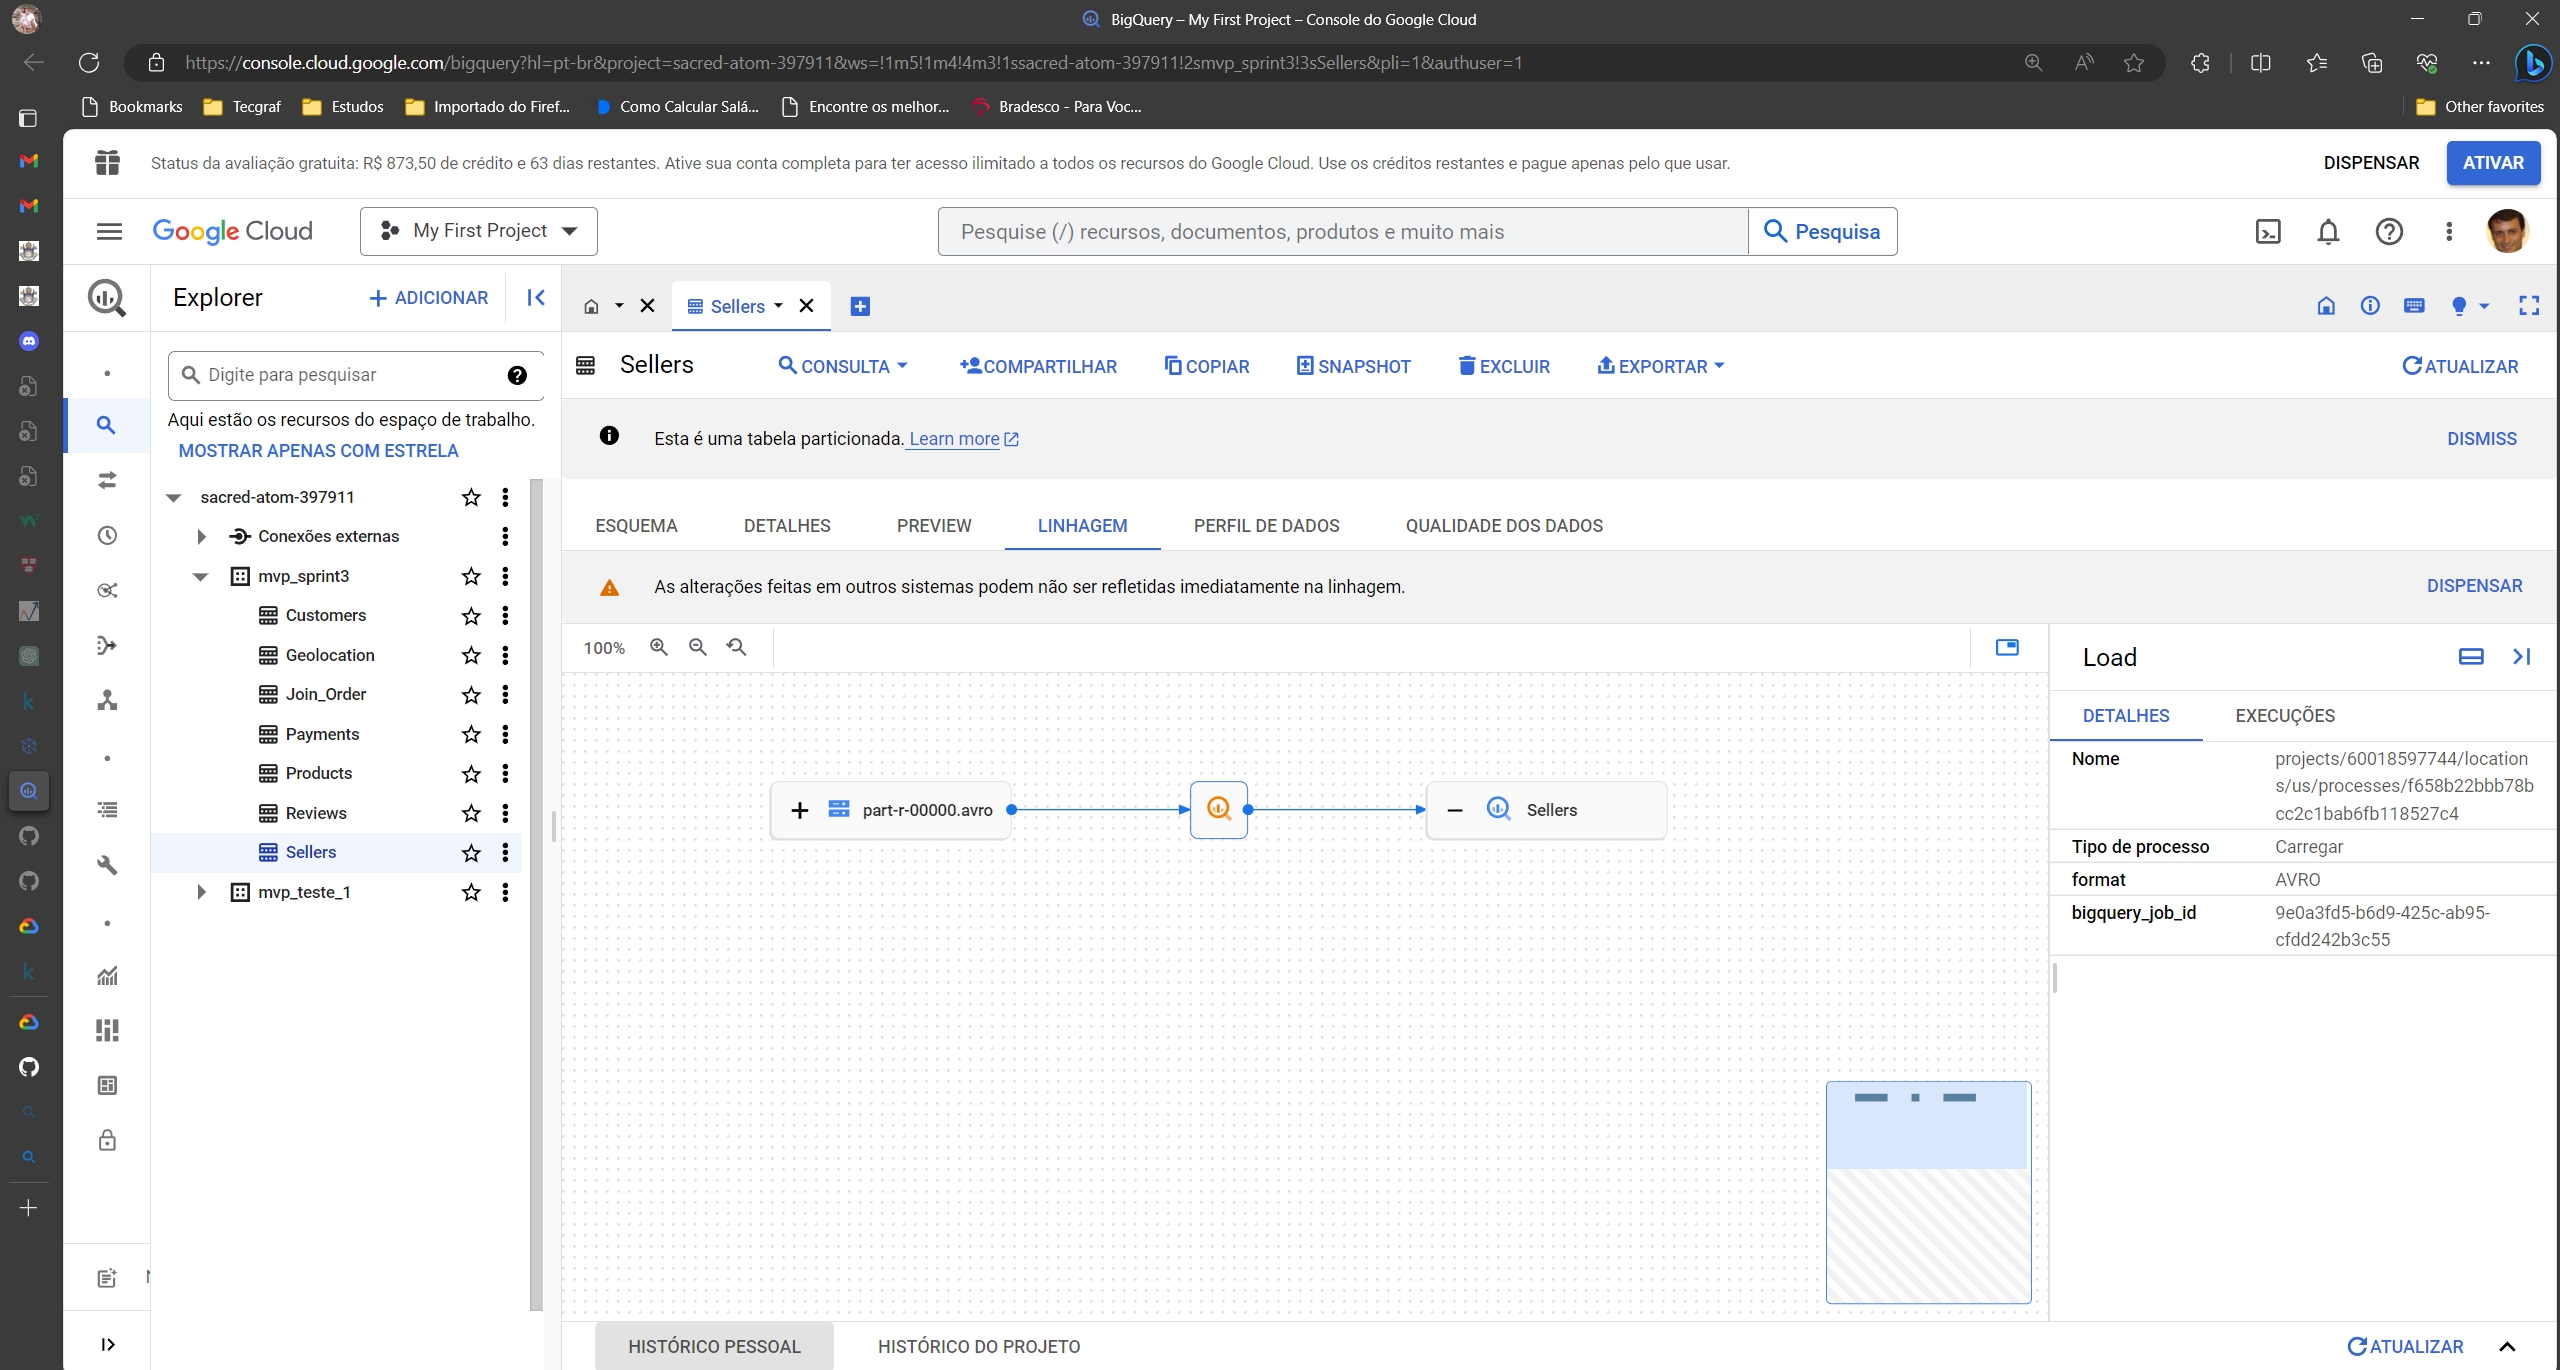 BigQuery – My First Project – Console do Google Cloud
https://console.cloud.google.com/bigquery?hl=pt-br&project=sacred-atom-397911&ws=!1m5!1m4!4m3!1ssacred-atom-397911!2smvp_sprint3!3sSellers&pli=1&authuser=1
Bookmarks Tecgraf Estudos Importado do Firef... Como Calcular Salá... Encontre os melhor... Bradesco - Para Voc... Other favorites
Status da avaliação gratuita: R$ 873,50 de crédito e 63 dias restantes. Ative sua conta completa para ter acesso ilimitado a todos os recursos do Google Cloud. Use os créditos restantes e pague apenas pelo que usar. DISPENSAR ATIVAR
Google Cloud My First Project Pesquise (/) recursos, documentos, produtos e muito mais Pesquisa
Explorer ADICIONAR
Sellers
Digite para pesquisar
Aqui estão os recursos do espaço de trabalho.
MOSTRAR APENAS COM ESTRELA
sacred-atom-397911
Conexões externas
mvp_sprint3
Customers
Geolocation
Join_Order
Payments
Products
Reviews
Sellers
mvp_teste_1
Sellers CONSULTA COMPARTILHAR COPIAR SNAPSHOT EXCLUIR EXPORTAR ATUALIZAR
Esta é uma tabela particionada. Learn more DISMISS
ESQUEMA DETALHES PREVIEW LINHAGEM PERFIL DE DADOS QUALIDADE DOS DADOS
As alterações feitas em outros sistemas podem não ser refletidas imediatamente na linhagem. DISPENSAR
100%
part-r-00000.avro Sellers
Load
DETALHES EXECUÇÕES
Nome projects/60018597744/location
s/us/processes/f658b22bbb78b
cc2c1bab6fb118527c4
Tipo de processo Carregar
format AVRO
bigquery_job_id 9e0a3fd5-b6d9-425c-ab95-
cfdd242b3c55
HISTÓRICO PESSOAL HISTÓRICO DO PROJETO ATUALIZAR